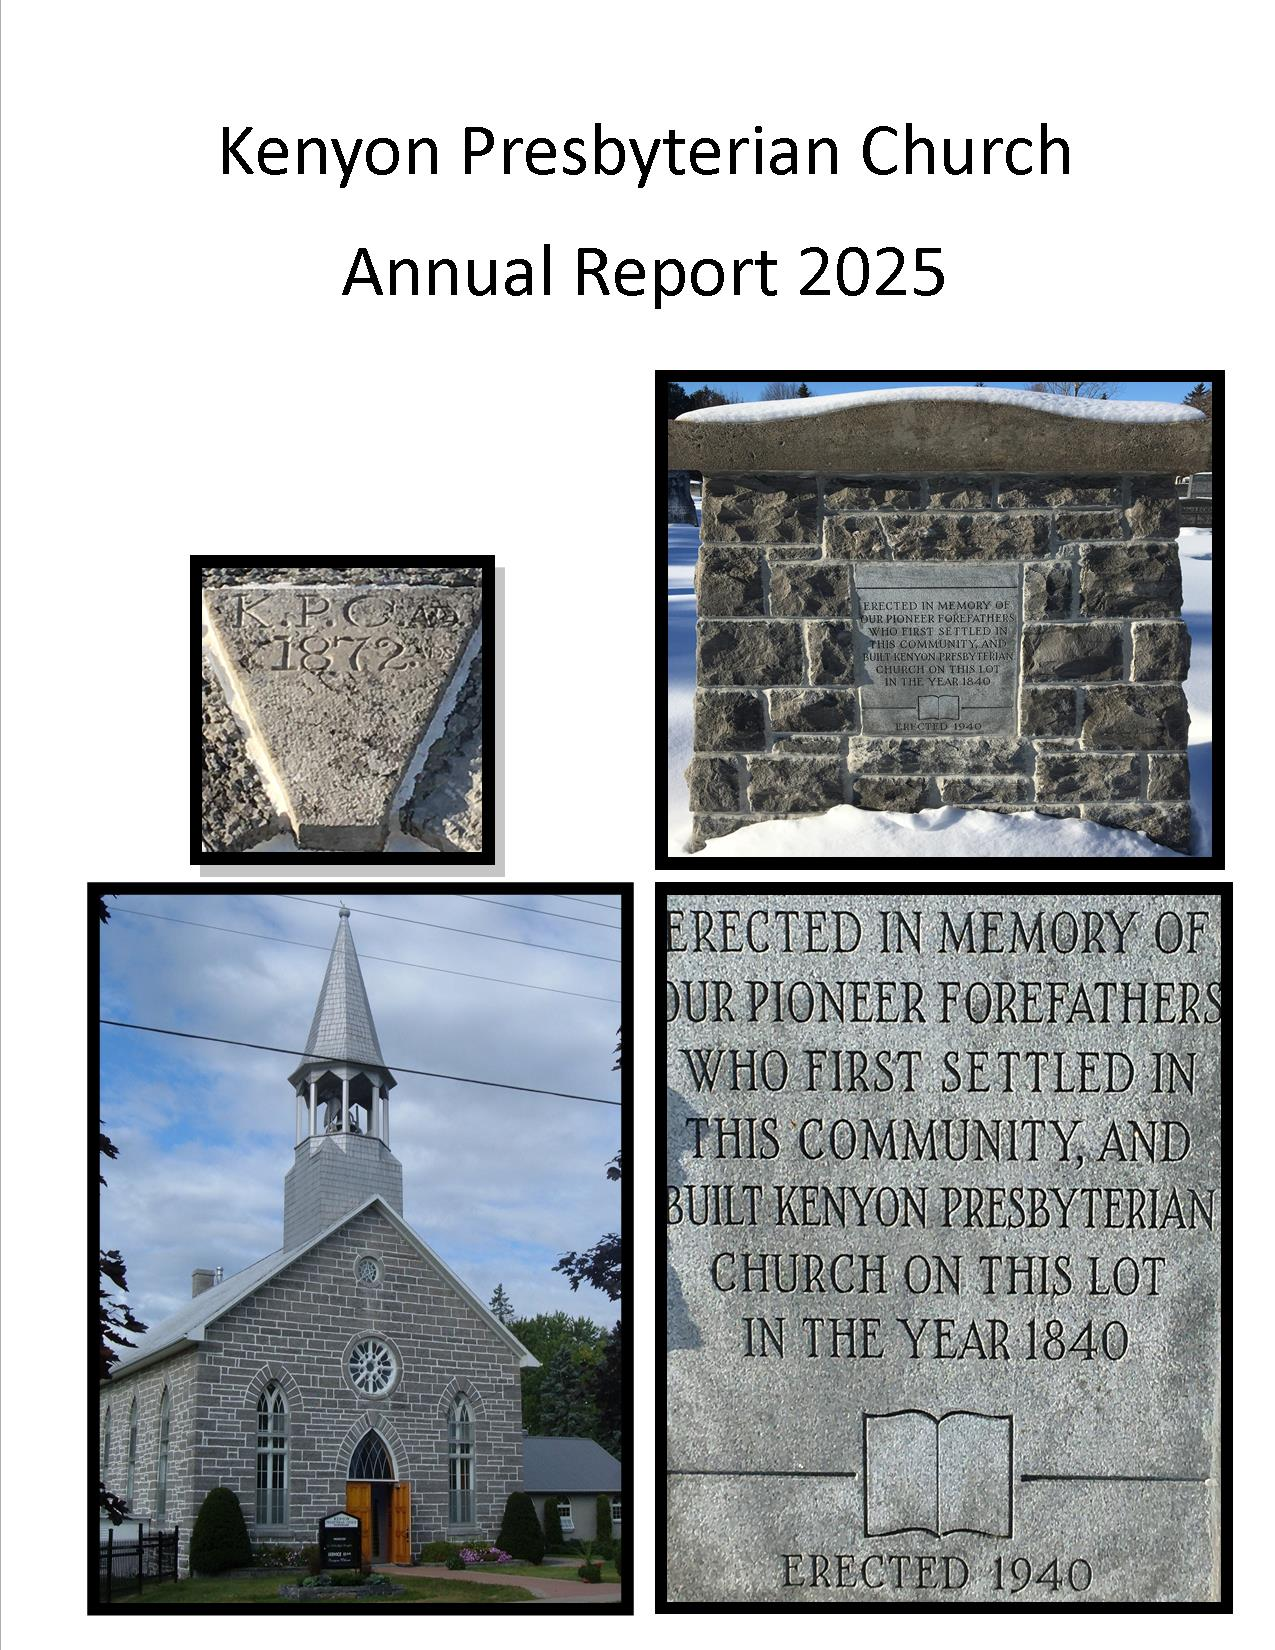 Kenyon Presbyterian Church
Annual Report 2025
ERECTED IN MEMORY OF
OUR PIONEER FOREFATHERS
WHO FIRST SETTLED IN
THIS COMMUNITY, AND
BUILT KENYON PRESBYTERIAN
CHURCH ON THIS LOT
IN THE YEAR 1840
ERECTED 1940
K.P.C. AD.
1872.
KENYON
ERECTED IN MEMORY OF
OUR PIONEER FOREFATHERS
WHO FIRST SETTLED IN
THIS COMMUNITY, AND
BUILT KENYON PRESBYTERIAN
CHURCH ON THIS LOT
IN THE YEAR 1840
ERECTED 1940